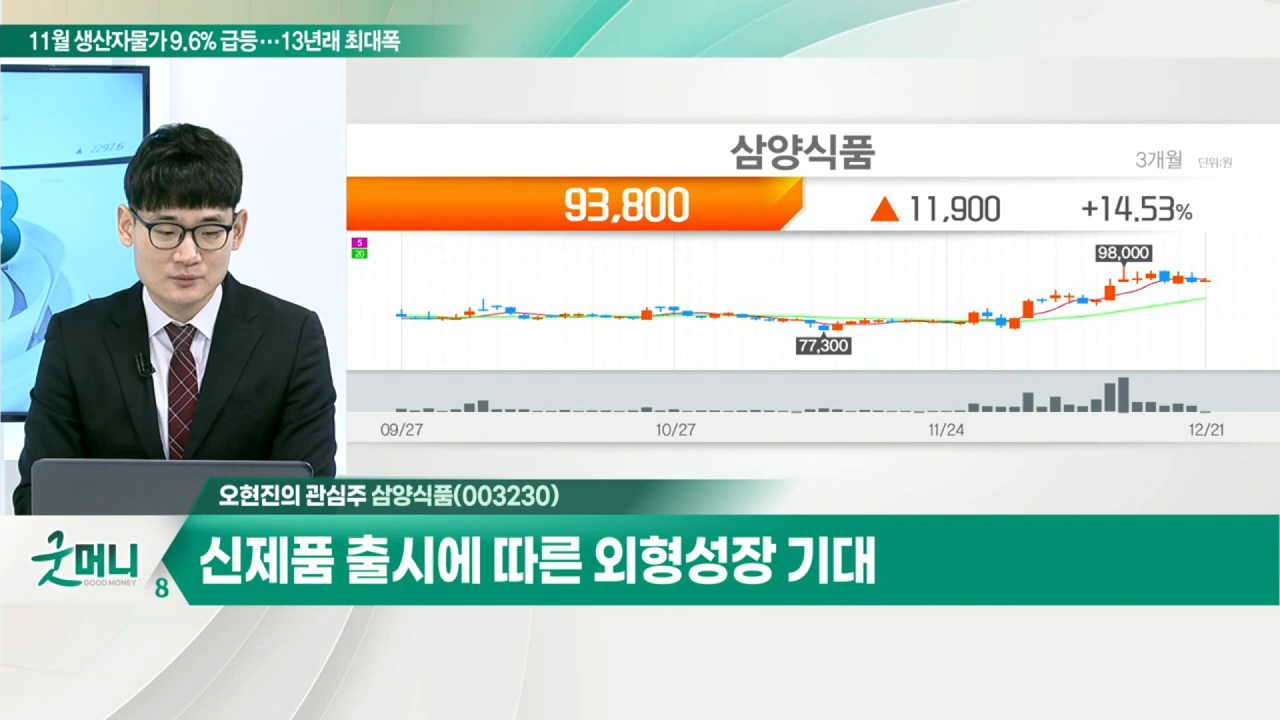 11월 생산자물가 9.6% 급등…13년래 최대폭
▲ 2297.6
삼양식품
3개월 단위:원
93,800 ▲ 11,900 +14.53%
5
20
98,000
77,300
09/27 10/27 11/24 12/21
오현진의 관심주 삼양식품(003230)
신제품 출시에 따른 외형성장 기대
굿머니
GOOD MONEY
8